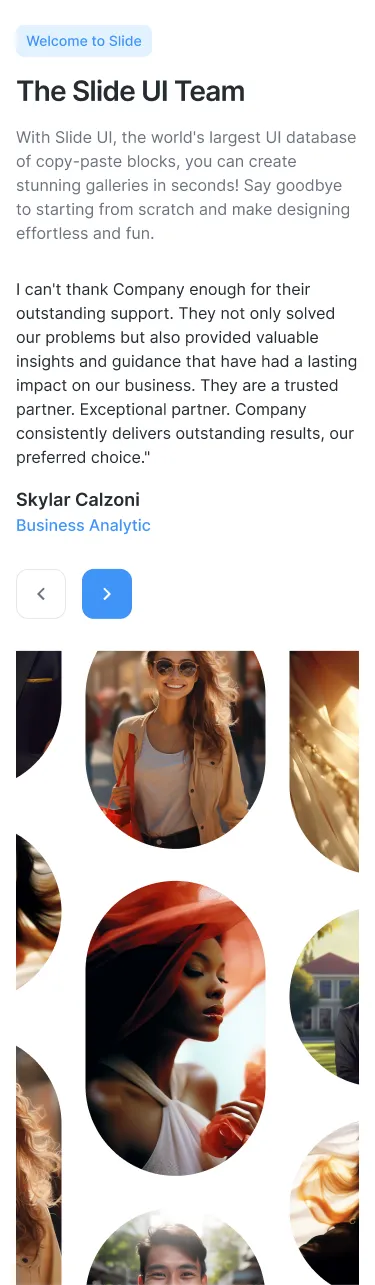 Welcome to Slide
The Slide UI Team
With Slide UI, the world's largest UI database
of copy-paste blocks, you can create
stunning galleries in seconds! Say goodbye
to starting from scratch and make designing
effortless and fun.
I can't thank Company enough for their
outstanding support. They not only solved
our problems but also provided valuable
insights and guidance that have had a lasting
impact on our business. They are a trusted
partner. Exceptional partner. Company
consistently delivers outstanding results, our
preferred choice."
Skylar Calzoni
Business Analytic